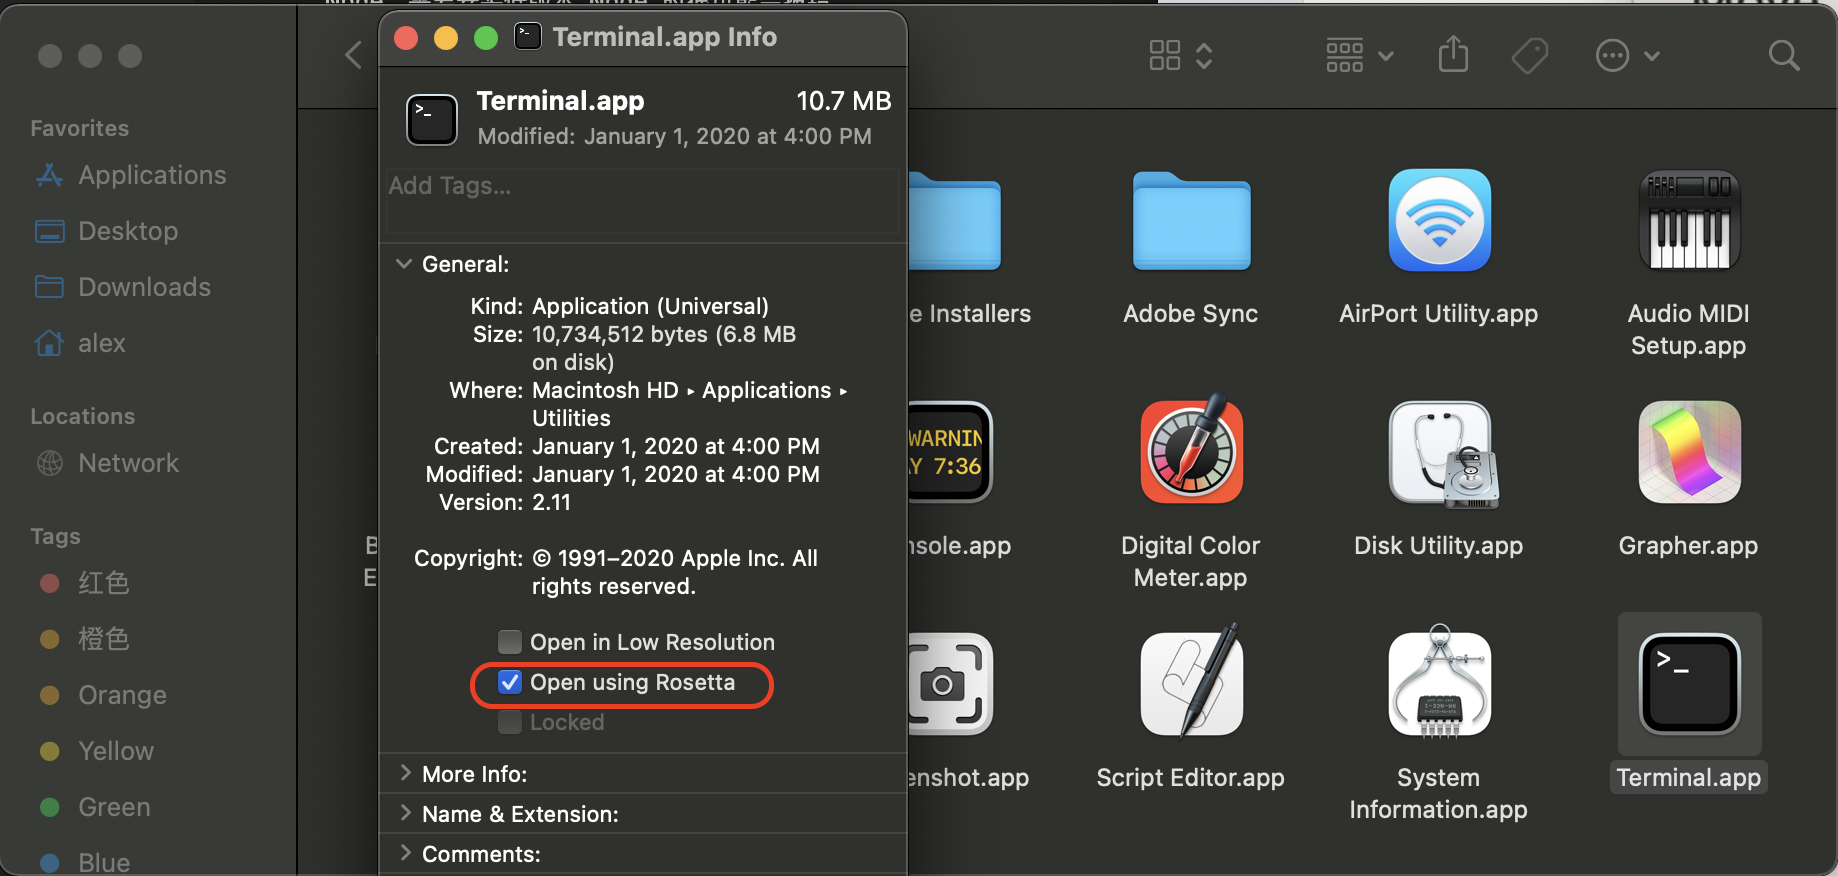 Terminal.app Info
Terminal.app
10.7 MB
Modified: January 1, 2020 at 4:00 PM
Add Tags...
General:
Kind: Application (Universal)
Size: 10,734,512 bytes (6.8 MB
on disk)
Where: Macintosh HD ▸ Applications ▸
Utilities
Created: January 1, 2020 at 4:00 PM
Modified: January 1, 2020 at 4:00 PM
Version: 2.11
Copyright: © 1991–2020 Apple Inc. All
rights reserved.
Open in Low Resolution
Open using Rosetta
Locked
More Info:
Name & Extension:
Comments:
Favorites
Applications
Desktop
Downloads
alex
Locations
Network
Tags
红色
橙色
Orange
Yellow
Green
Blue
e Installers
Adobe Sync
AirPort Utility.app
Audio MIDI
Setup.app
WARNIN
Y 7:36
nsole.app
Digital Color
Meter.app
Disk Utility.app
Grapher.app
enshot.app
Script Editor.app
System
Information.app
Terminal.app